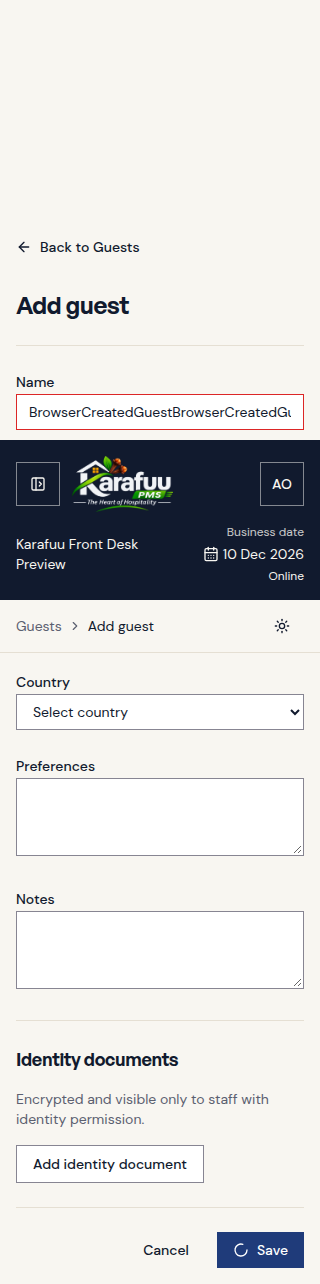 Back to Guests
Add guest
Name
BrowserCreatedGuestBrowserCreatedGu
Karafuu
PMS
The Heart of Hospitality
AO
Karafuu Front Desk
Preview
Business date
10 Dec 2026
Online
Guests > Add guest
Country
Select country
Preferences
Notes
Identity documents
Encrypted and visible only to staff with
identity permission.
Add identity document
Cancel
Save